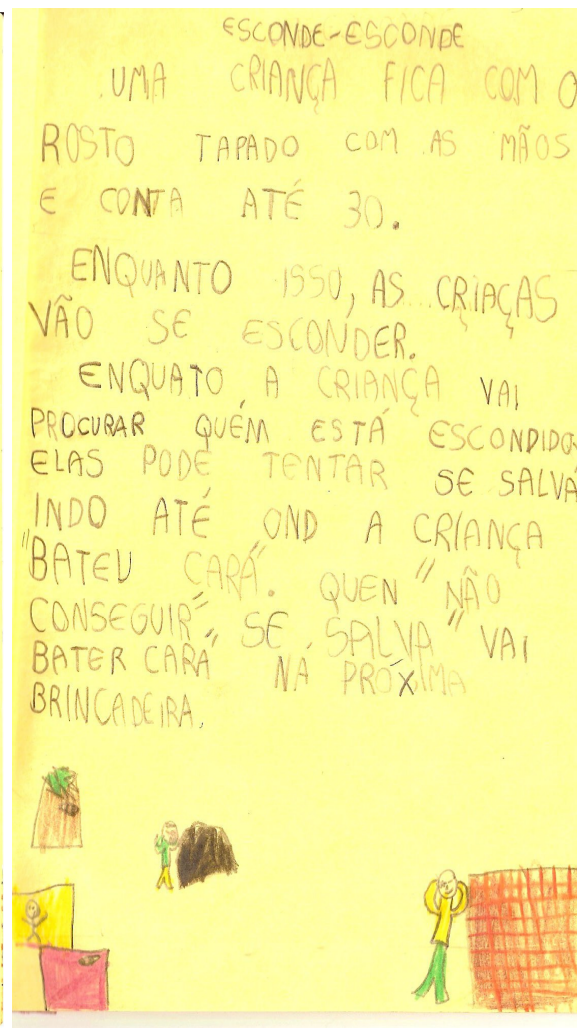 ESCONDE-ESCONDE
UMA CRIANÇA FICA COM O
ROSTO TAPADO COM AS MÃOS
E CONTA ATÉ 30.
ENQUANTO ISSO, AS CRIAÇAS
VÃO SE ESCONDER.
ENQUATO A CRIANÇA VAI
PROCURAR QUÉM ESTÁ ESCONDIDO
ELAS PODE TENTAR SE SALVÁ
INDO ATÉ OND A CRIANÇA
"BATEU CARÁ". QUEN "NÃO
CONSEGUIR" SE SALVA" VAI
BATER CARÁ NÁ PRÓXIMA
BRINCADEIRA.